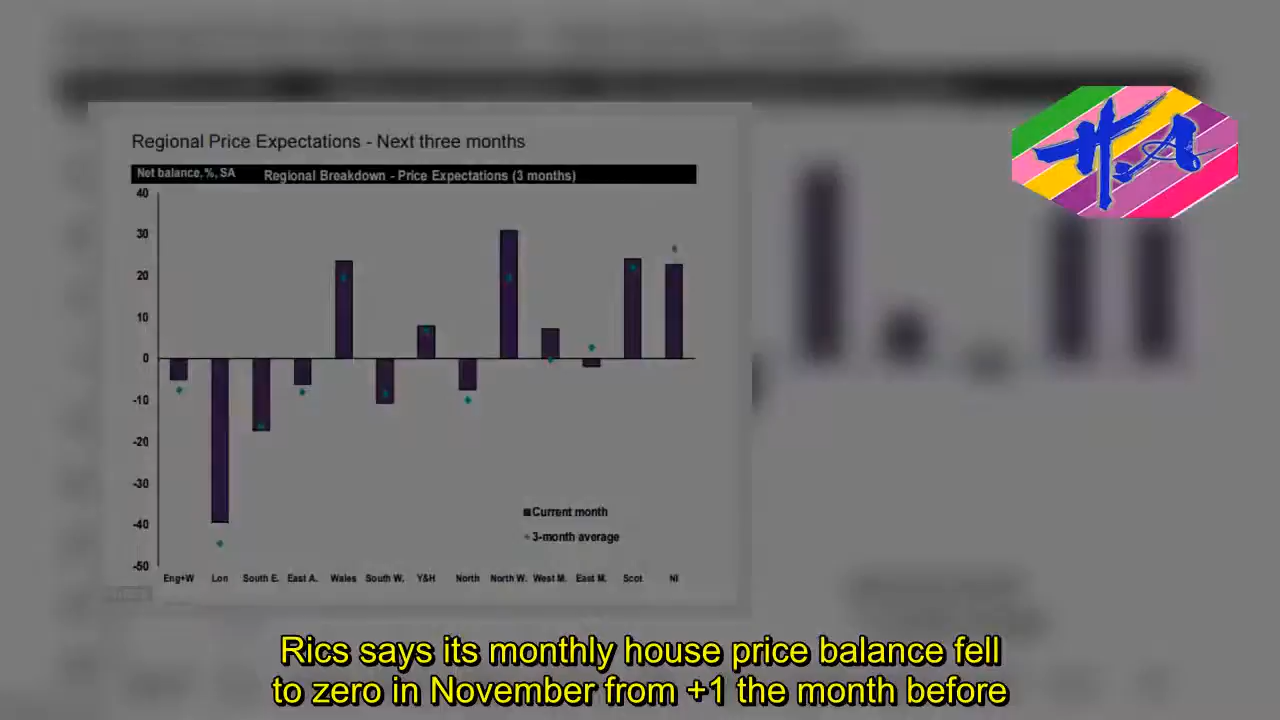 Regional Price Expectations - Next three months
Net balance, %, SA
Regional Breakdown - Price Expectations (3 months)
40
30
20
10
0
-10
-20
-30
-40
-50
Current month
3-month average
Eng+W Lon South E. East A. Wales South W. Y&H North North W. West M. East M. Scot NI
HA
Rics says its monthly house price balance fell
to zero in November from +1 the month before